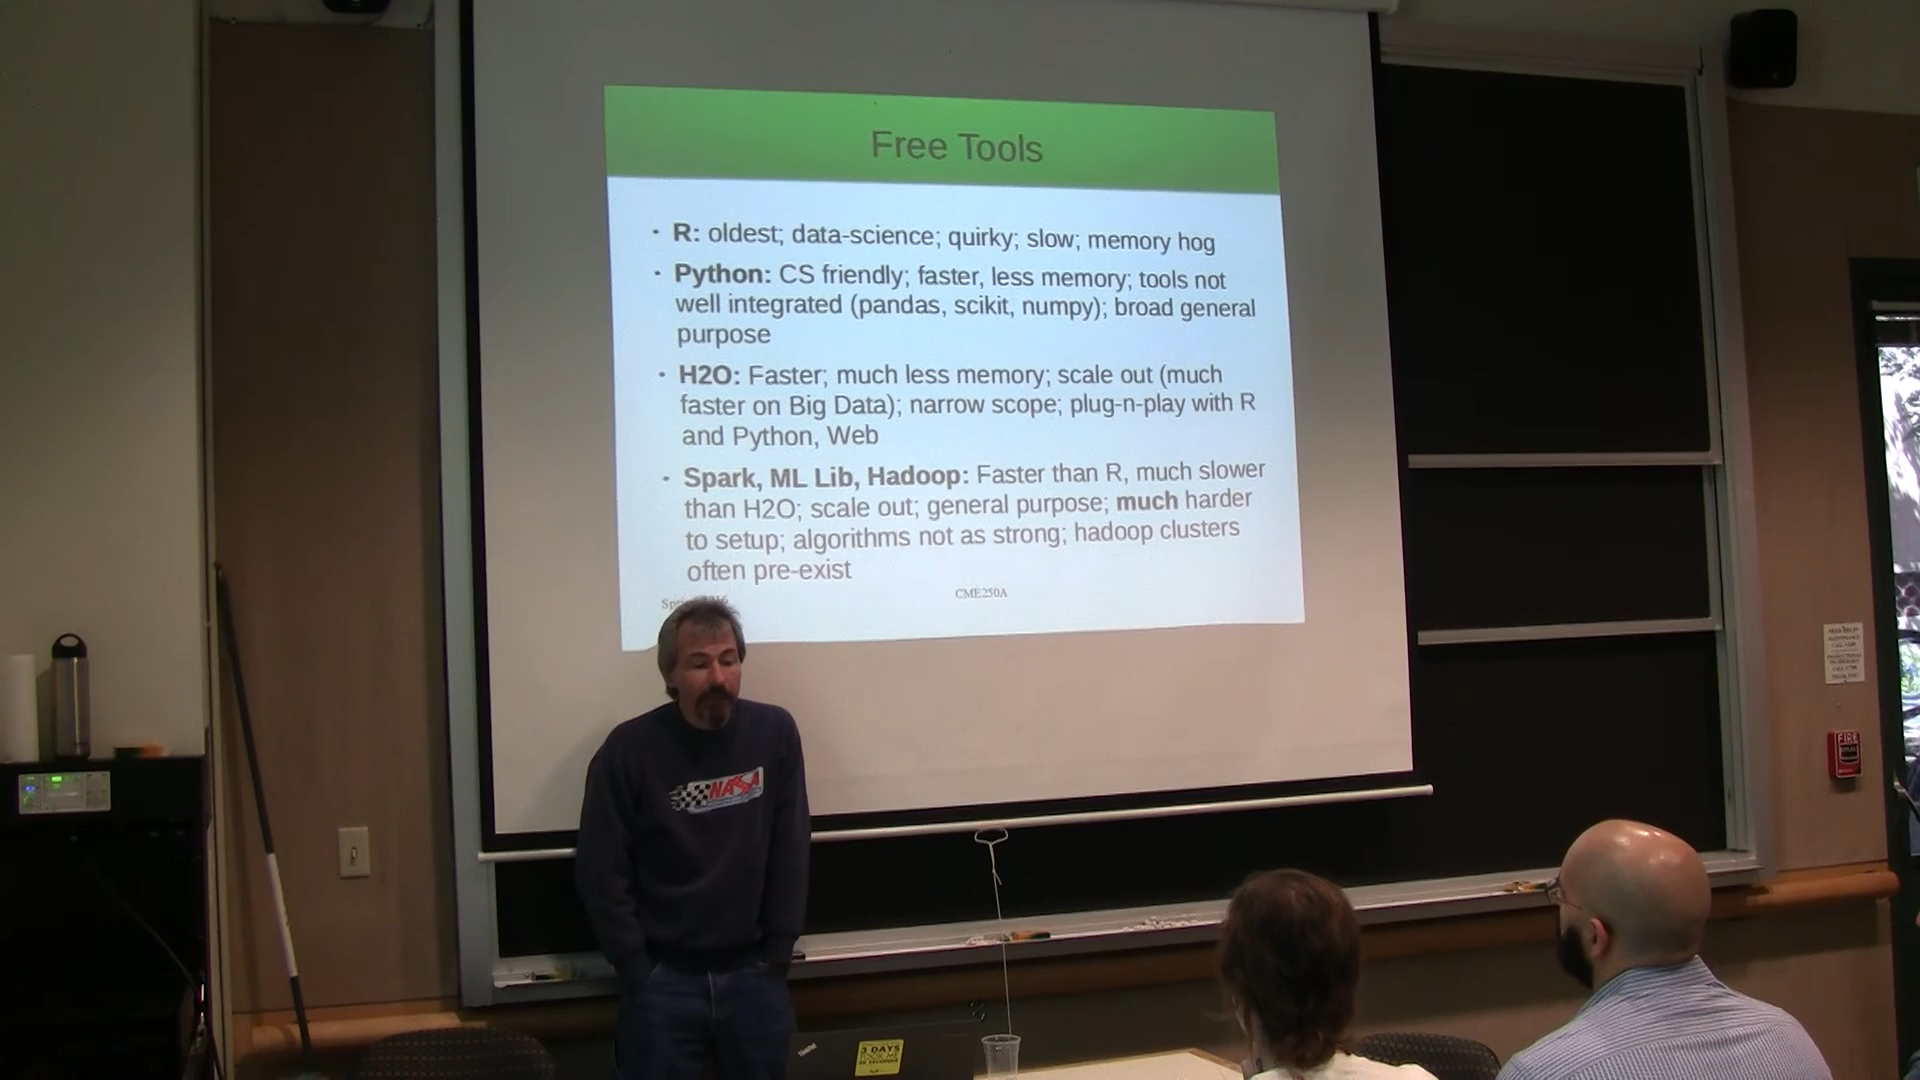 Free Tools
• R: oldest; data-science; quirky; slow; memory hog
• Python: CS friendly; faster, less memory; tools not
well integrated (pandas, scikit, numpy); broad general
purpose
• H2O: Faster; much less memory; scale out (much
faster on Big Data); narrow scope; plug-n-play with R
and Python, Web
• Spark, ML Lib, Hadoop: Faster than R, much slower
than H2O; scale out; general purpose; much harder
to setup; algorithms not as strong; hadoop clusters
often pre-exist
CME250A
NASA
FIRE
3 DAYS